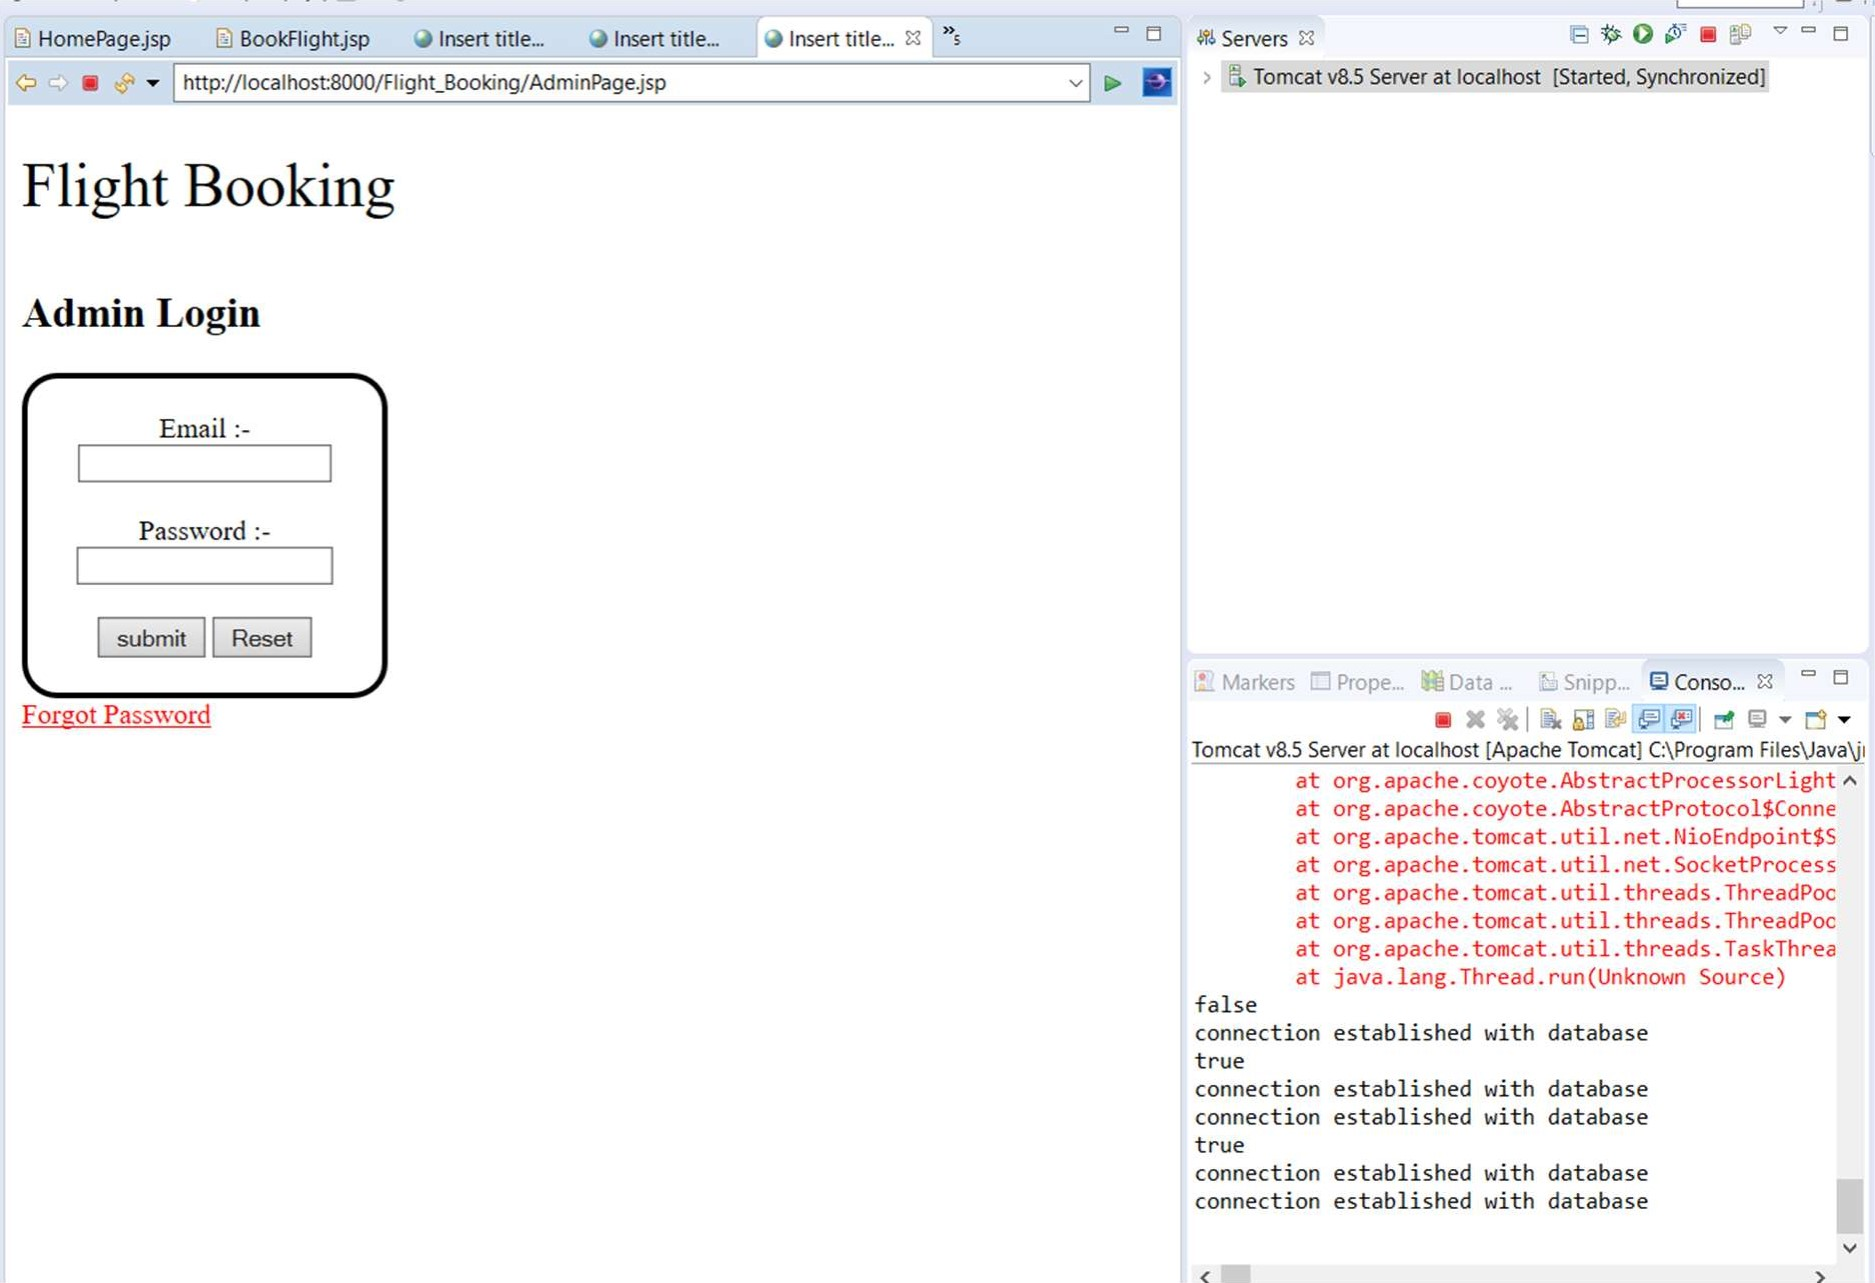 HomePage.jsp BookFlight.jsp Insert title... Insert title... Insert title... »5
http://localhost:8000/Flight_Booking/AdminPage.jsp
Flight Booking
Admin Login
Email :-
Password :-
submit Reset
Forgot Password
Servers
Tomcat v8.5 Server at localhost [Started, Synchronized]
Markers Prope... Data ... Snipp... Conso...
Tomcat v8.5 Server at localhost [Apache Tomcat] C:\Program Files\Java\j
at org.apache.coyote.AbstractProcessorLight
at org.apache.coyote.AbstractProtocol$Conne
at org.apache.tomcat.util.net.NioEndpoint$S
at org.apache.tomcat.util.net.SocketProcess
at org.apache.tomcat.util.threads.ThreadPoo
at org.apache.tomcat.util.threads.ThreadPoo
at org.apache.tomcat.util.threads.TaskThrea
at java.lang.Thread.run(Unknown Source)
false
connection established with database
true
connection established with database
connection established with database
true
connection established with database
connection established with database